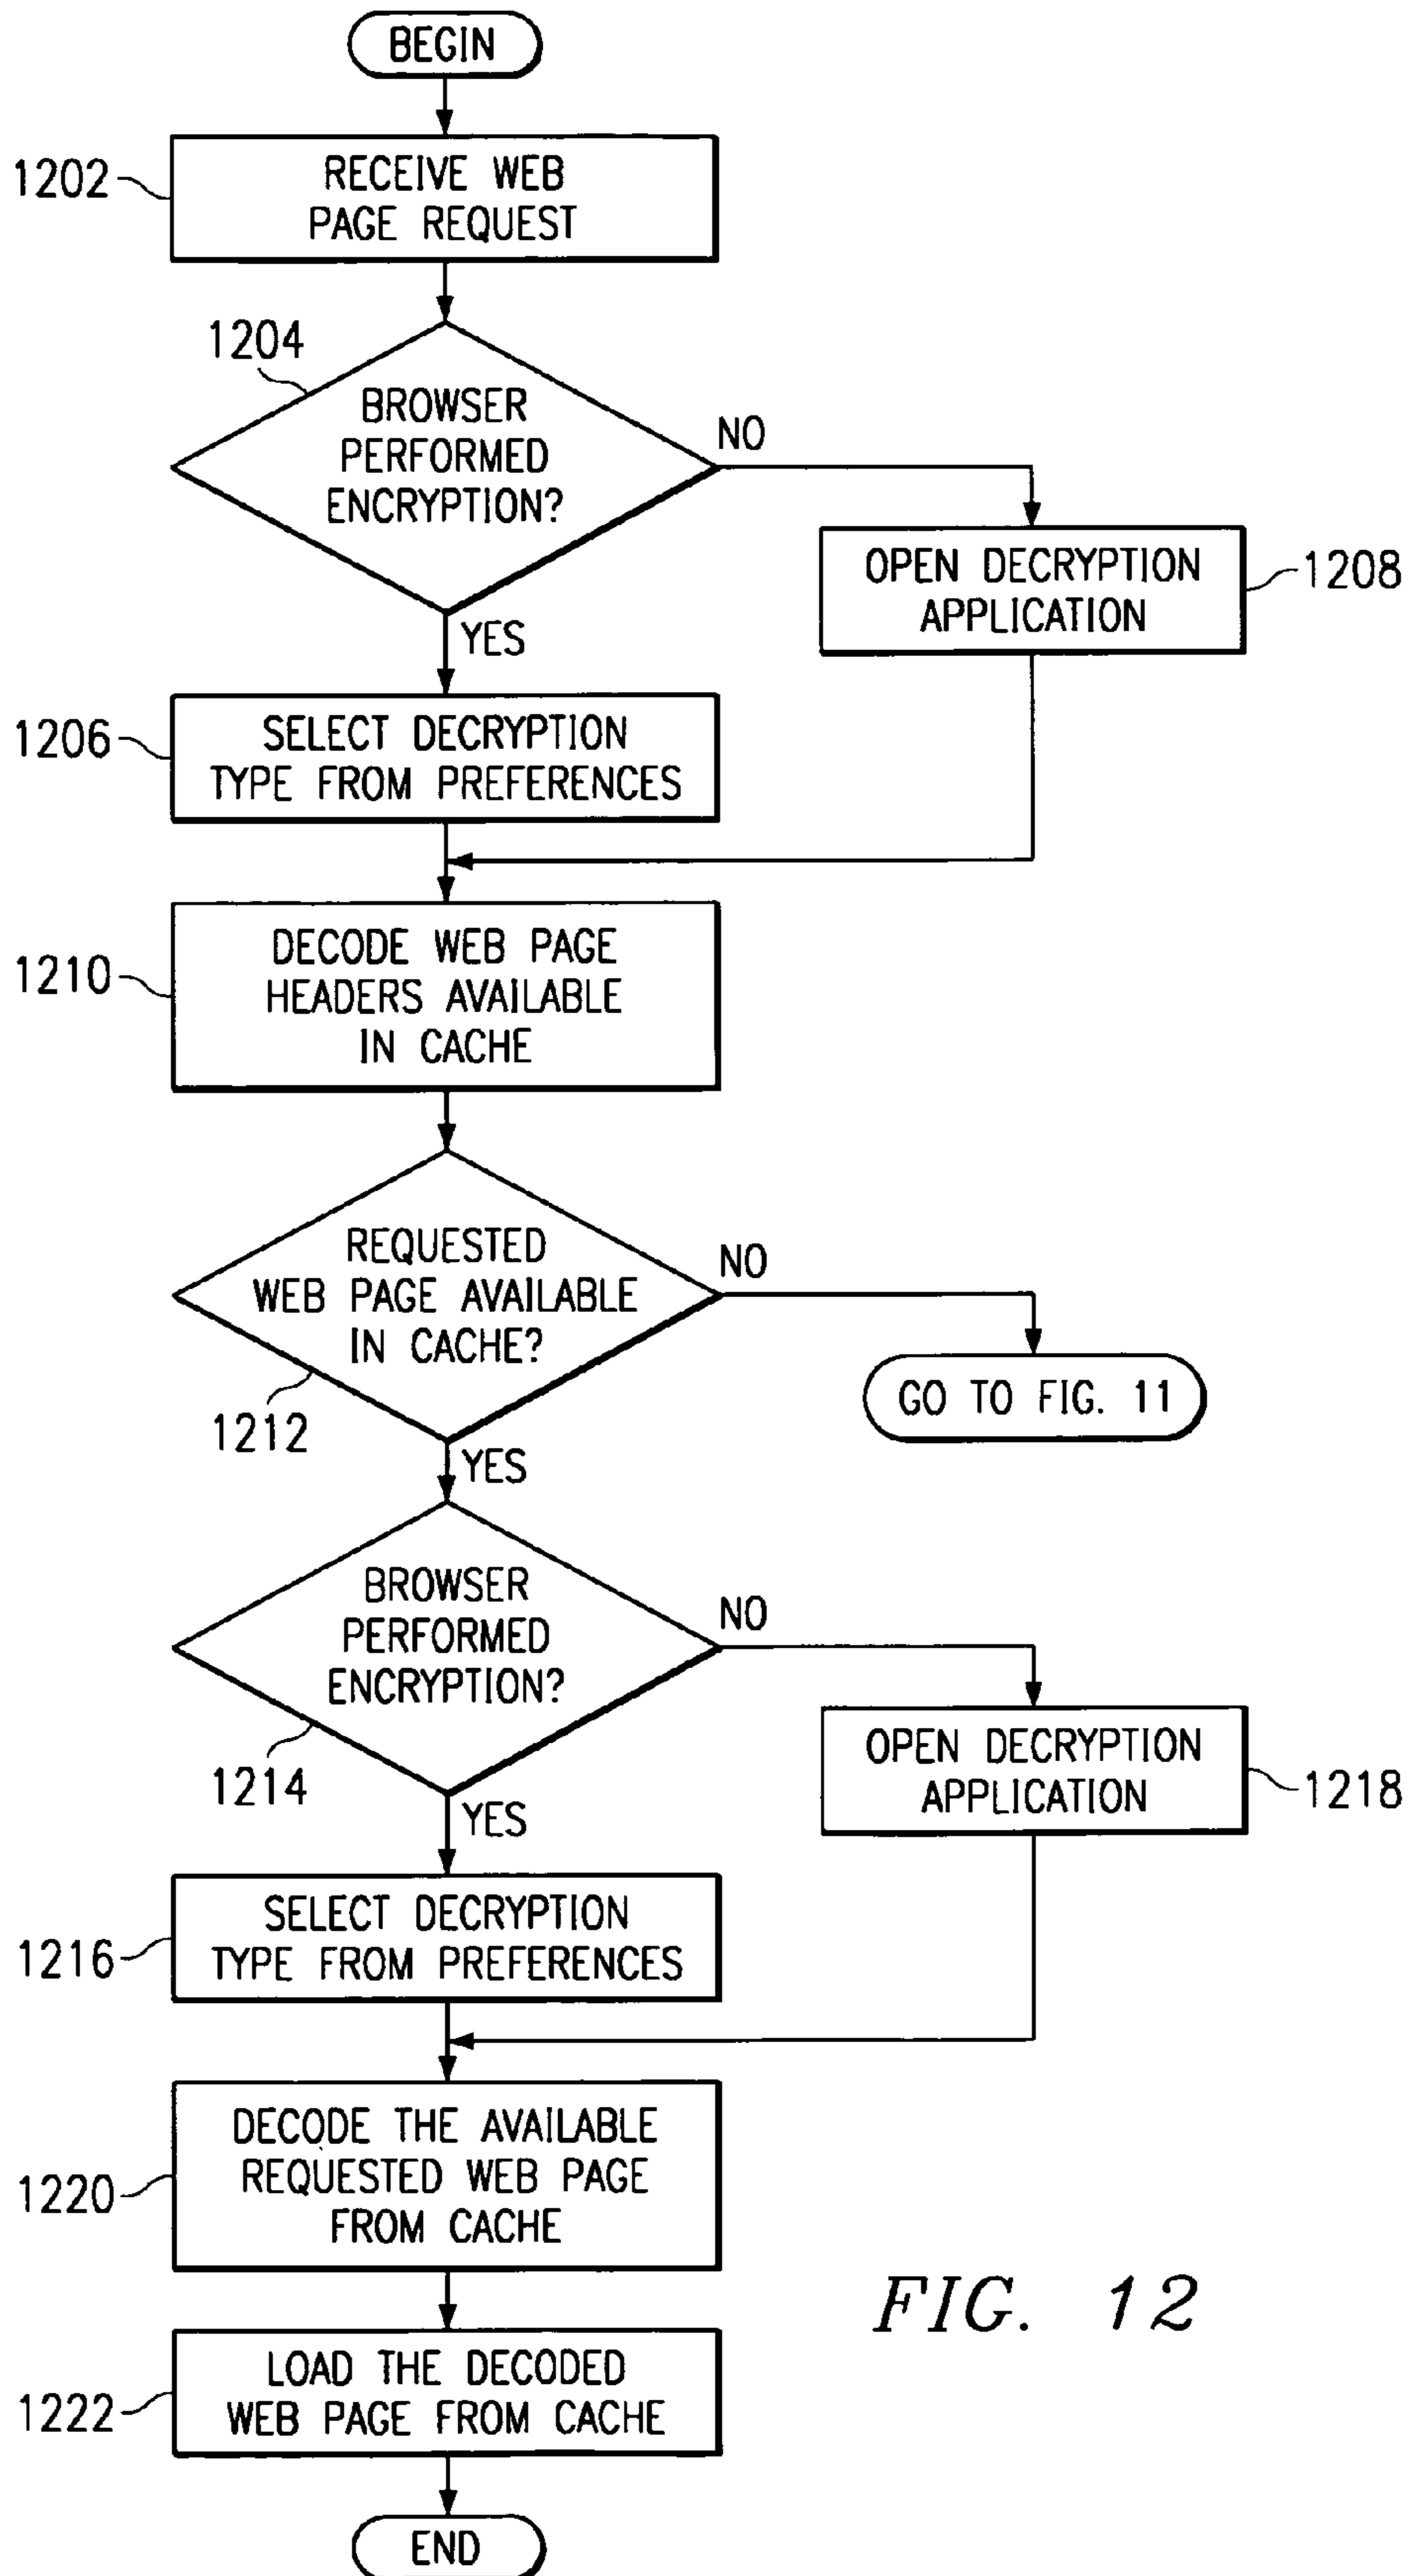 BEGIN
1202
RECEIVE WEB
PAGE REQUEST
1204
BROWSER
PERFORMED
ENCRYPTION?
NO
OPEN DECRYPTION
APPLICATION
1208
YES
1206
SELECT DECRYPTION
TYPE FROM PREFERENCES
1210
DECODE WEB PAGE
HEADERS AVAILABLE
IN CACHE
REQUESTED
WEB PAGE AVAILABLE
IN CACHE?
NO
1212
GO TO FIG. 11
YES
BROWSER
PERFORMED
ENCRYPTION?
NO
1214
OPEN DECRYPTION
APPLICATION
1218
YES
1216
SELECT DECRYPTION
TYPE FROM PREFERENCES
1220
DECODE THE AVAILABLE
REQUESTED WEB PAGE
FROM CACHE
FIG. 12
1222
LOAD THE DECODED
WEB PAGE FROM CACHE
END